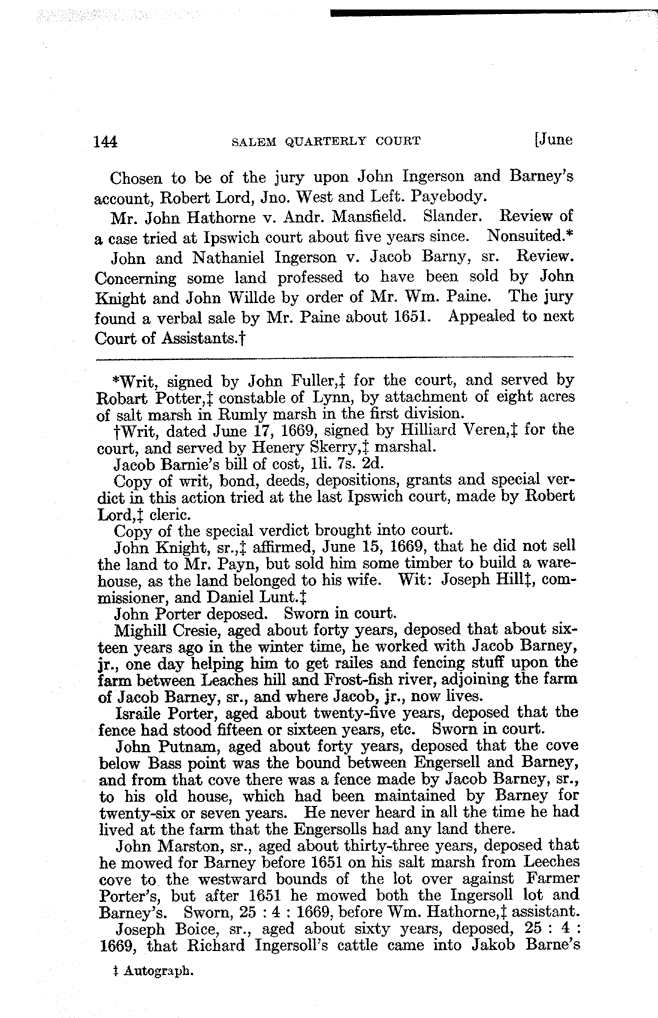 144 SALEM QUARTERLY COURT [June
Chosen to be of the jury upon John Ingerson and Barney's
account, Robert Lord, Jno. West and Left. Payebody.
Mr. John Hathorne v. Andr. Mansfield. Slander. Review of
a case tried at Ipswich court about five years since. Nonsuited.*
John and Nathaniel Ingerson v. Jacob Barny, sr. Review.
Concerning some land professed to have been sold by John
Knight and John Willde by order of Mr. Wm. Paine. The jury
found a verbal sale by Mr. Paine about 1651. Appealed to next
Court of Assistants.†
*Writ, signed by John Fuller,‡ for the court, and served by
Robart Potter,‡ constable of Lynn, by attachment of eight acres
of salt marsh in Rumly marsh in the first division.
†Writ, dated June 17, 1669, signed by Hilliard Veren,‡ for the
court, and served by Henery Skerry,‡ marshal.
Jacob Barnie's bill of cost, 1li. 7s. 2d.
Copy of writ, bond, deeds, depositions, grants and special ver-
dict in this action tried at the last Ipswich court, made by Robert
Lord,‡ cleric.
Copy of the special verdict brought into court.
John Knight, sr.,‡ affirmed, June 15, 1669, that he did not sell
the land to Mr. Payn, but sold him some timber to build a ware-
house, as the land belonged to his wife. Wit: Joseph Hill‡, com-
missioner, and Daniel Lunt.‡
John Porter deposed. Sworn in court.
Mighill Cresie, aged about forty years, deposed that about six-
teen years ago in the winter time, he worked with Jacob Barney,
jr., one day helping him to get railes and fencing stuff upon the
farm between Leaches hill and Frost-fish river, adjoining the farm
of Jacob Barney, sr., and where Jacob, jr., now lives.
Israile Porter, aged about twenty-five years, deposed that the
fence had stood fifteen or sixteen years, etc. Sworn in court.
John Putnam, aged about forty years, deposed that the cove
below Bass point was the bound between Engersell and Barney,
and from that cove there was a fence made by Jacob Barney, sr.,
to his old house, which had been maintained by Barney for
twenty-six or seven years. He never heard in all the time he had
lived at the farm that the Engersolls had any land there.
John Marston, sr., aged about thirty-three years, deposed that
he mowed for Barney before 1651 on his salt marsh from Leeches
cove to the westward bounds of the lot over against Farmer
Porter's, but after 1651 he mowed both the Ingersoll lot and
Barney's. Sworn, 25 : 4 : 1669, before Wm. Hathorne,‡ assistant.
Joseph Boice, sr., aged about sixty years, deposed, 25 : 4 :
1669, that Richard Ingersoll's cattle came into Jakob Barne's
‡ Autograph.